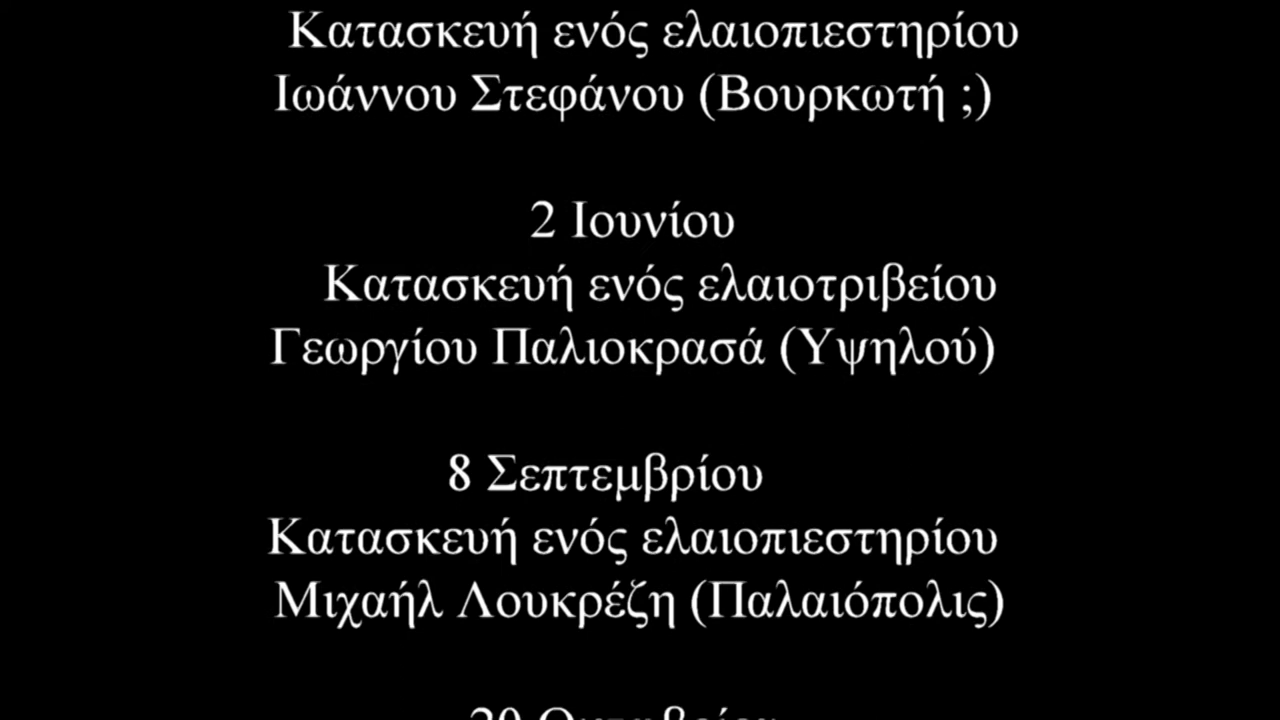 Κατασκευή ενός ελαιοπιεστηρίου
Ιωάννου Στεφάνου (Βουρκωτή ;)
2 Ιουνίου
Κατασκευή ενός ελαιοτριβείου
Γεωργίου Παλιοκρασά (Υψηλού)
8 Σεπτεμβρίου
Κατασκευή ενός ελαιοπιεστηρίου
Μιχαήλ Λουκρέζη (Παλαιόπολις)